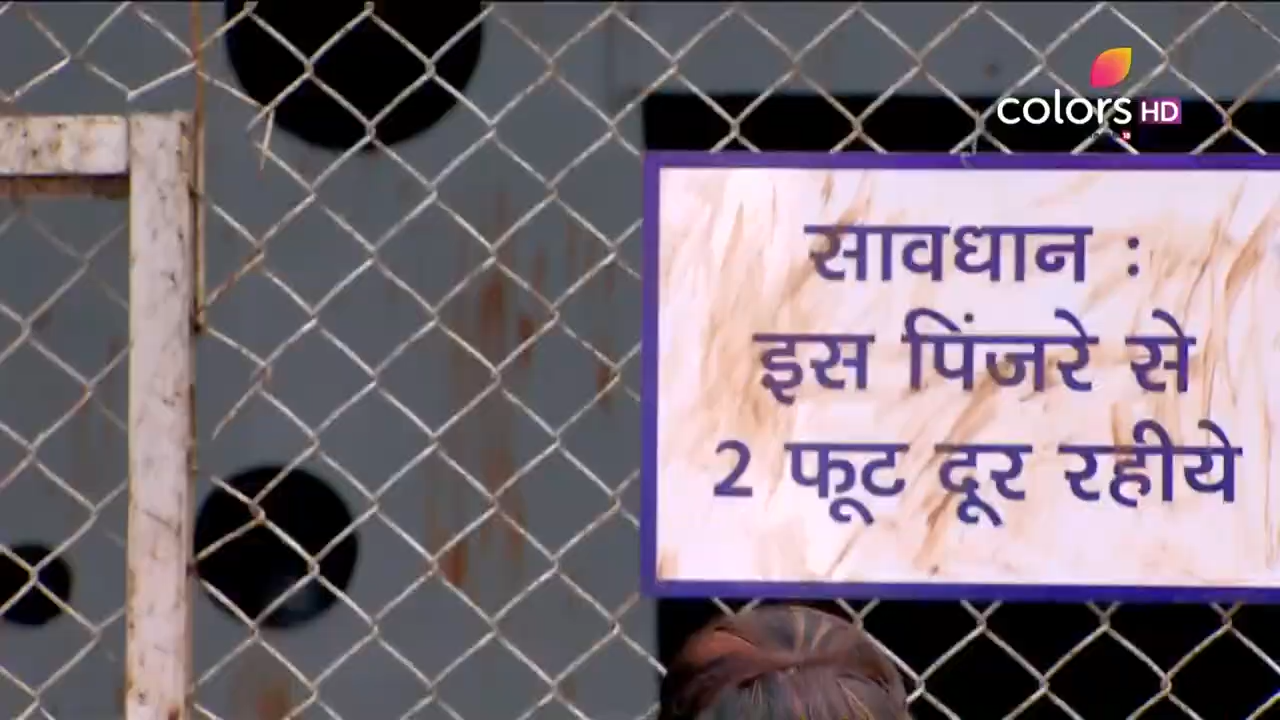 colors HD
सावधान :
इस पिंजरे से
2 फूट दूर रहीये